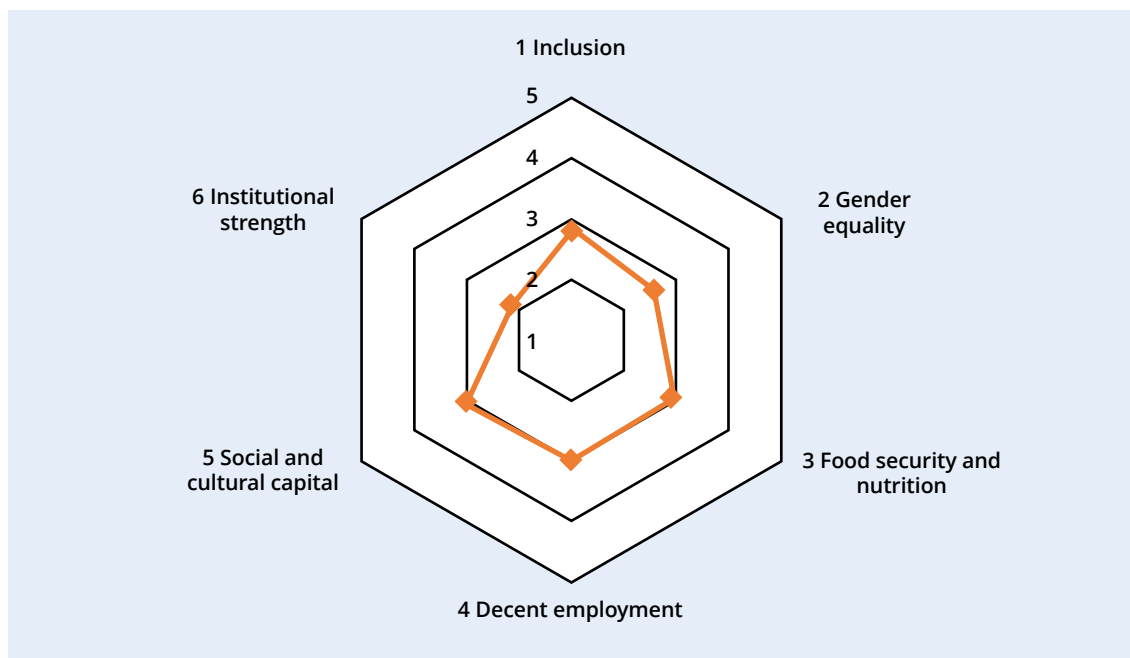 1 Inclusion
5
4
3
2
1
2 Gender
equality
3 Food security and
nutrition
4 Decent employment
5 Social and
cultural capital
6 Institutional
strength